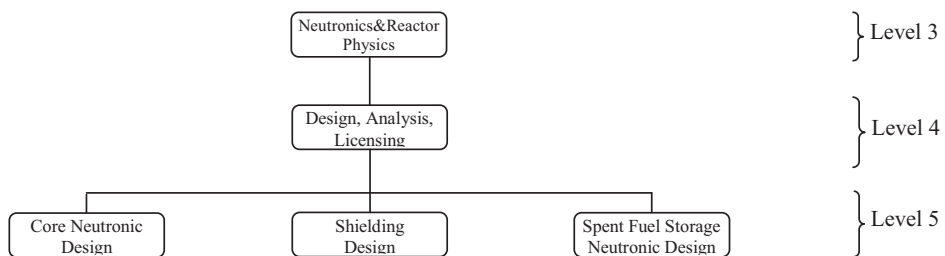 Neutronics&Reactor
Physics
Level 3
Design, Analysis,
Licensing
Level 4
Core Neutronic
Design
Shielding
Design
Spent Fuel Storage
Neutronic Design
Level 5